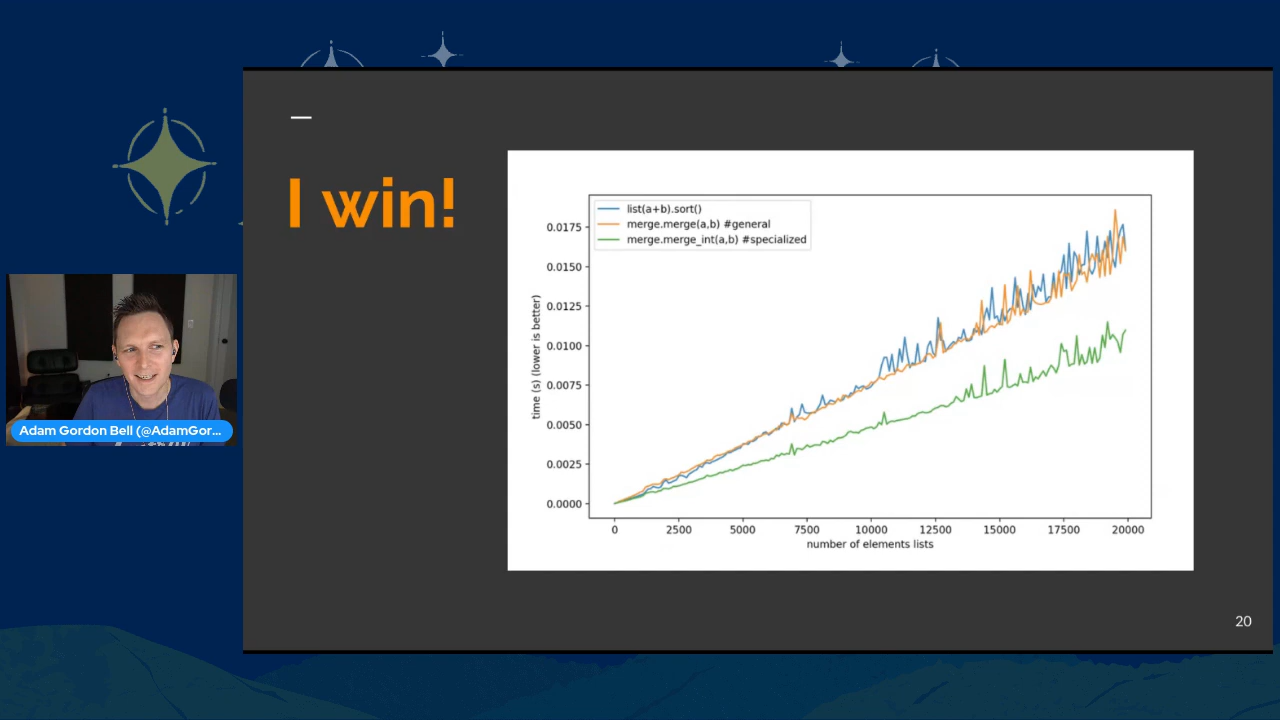 I win!
list(a+b).sort()
merge.merge(a,b) #general
merge.merge_int(a,b) #specialized
time (s) (lower is better)
0.0175
0.0150
0.0125
0.0100
0.0075
0.0050
0.0025
0.0000
0 2500 5000 7500 10000 12500 15000 17500 20000
number of elements lists
Adam Gordon Bell (@AdamGor...
20